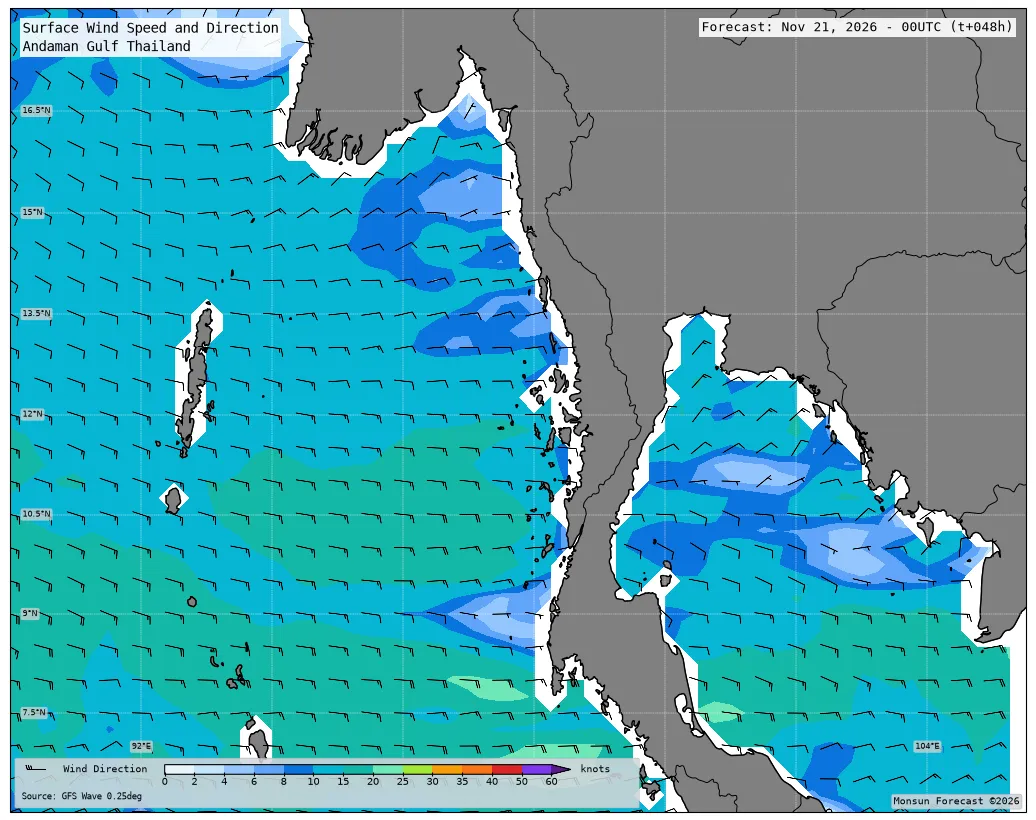 Surface Wind Speed and Direction
Andaman Gulf Thailand
Forecast: Nov 21, 2026 - 00UTC (t+048h)
16.5°N
15°N
13.5°N
12°N
10.5°N
9°N
7.5°N
92°E
104°E
Wind Direction
knots
0 2 4 6 8 10 15 20 25 30 35 40 50 60
Source: GFS Wave 0.25deg
Monsun Forecast ©2026